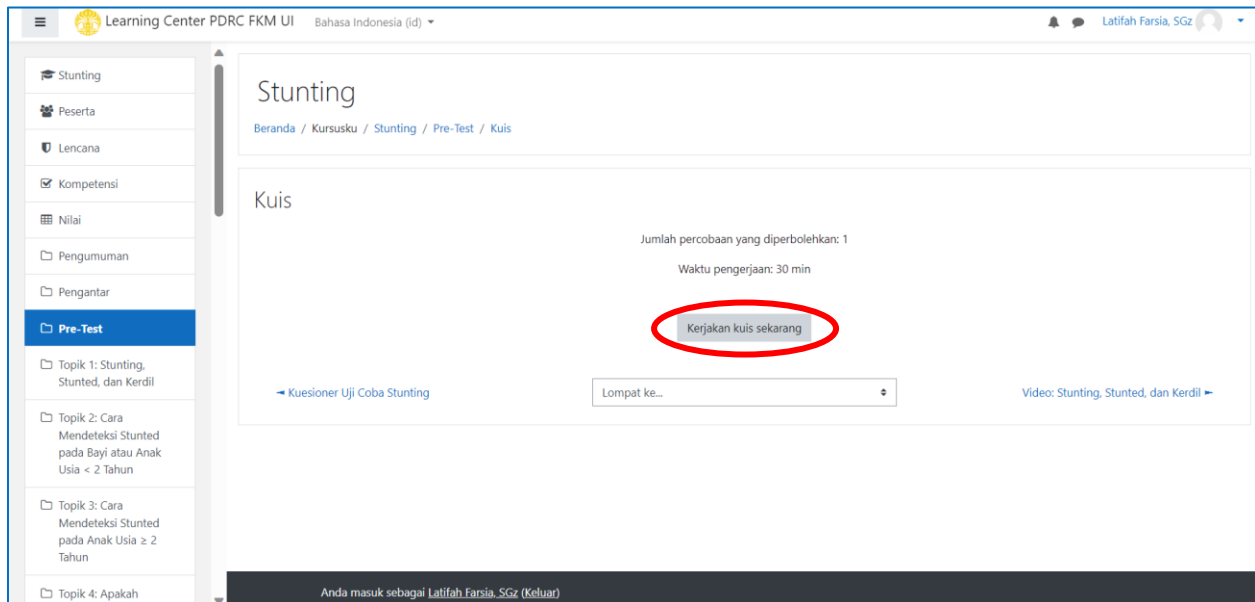 Learning Center PDRC FKM UI
Bahasa Indonesia (id)
Latifah Farsia, SGz
Stunting
Peserta
Lencana
Kompetensi
Nilai
Pengumuman
Pengantar
Pre-Test
Topik 1: Stunting,
Stunted, dan Kerdil
Topik 2: Cara
Mendeteksi Stunted
pada Bayi atau Anak
Usia < 2 Tahun
Topik 3: Cara
Mendeteksi Stunted
pada Anak Usia ≥ 2
Tahun
Topik 4: Apakah
Stunting
Beranda / Kursusku / Stunting / Pre-Test / Kuis
Kuis
Jumlah percobaan yang diperbolehkan: 1
Waktu pengerjaan: 30 min
Kerjakan kuis sekarang
◄ Kuesioner Uji Coba Stunting
Lompat ke...
Video: Stunting, Stunted, dan Kerdil ►
Anda masuk sebagai Latifah Farsia, SGz (Keluar)